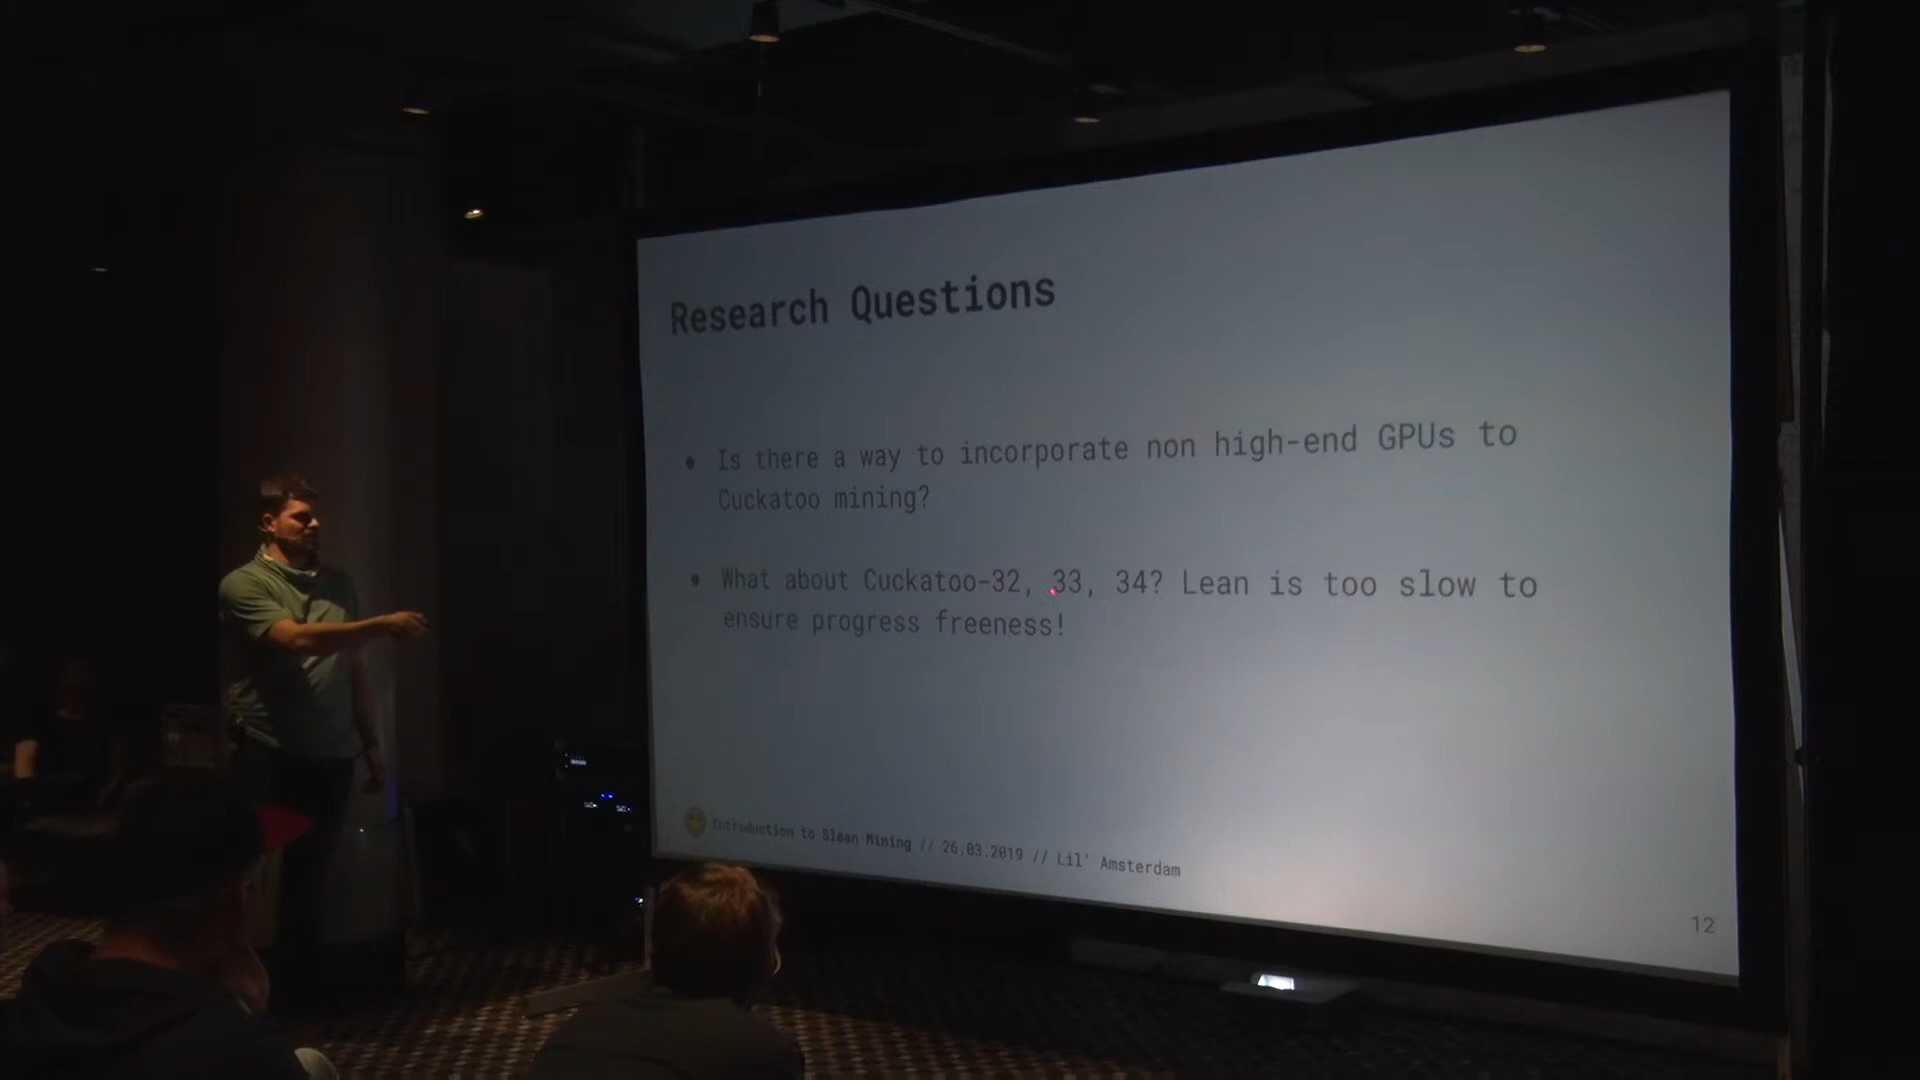 Research Questions
Is there a way to incorporate non high-end GPUs to
Cuckatoo mining?
What about Cuckatoo-32, 33, 34? Lean is too slow to
ensure progress freeness!
Introduction to Slean Mining // 26.03.2019 // Lil' Amsterdam
12